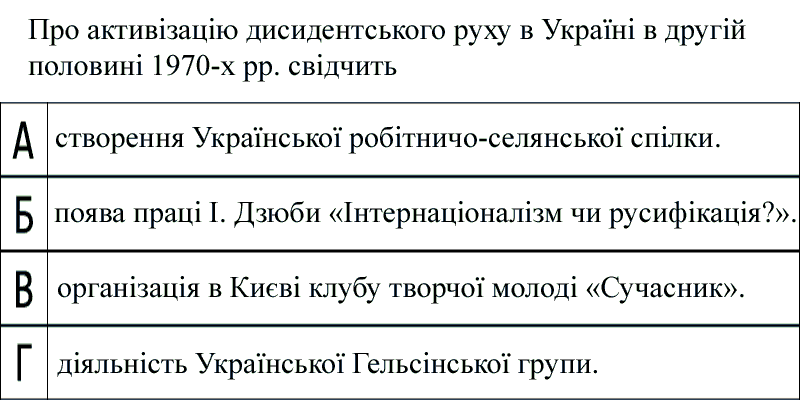 Про активізацію дисидентського руху в Україні в другій
половині 1970-х рр. свідчить
А створення Української робітничо-селянської спілки.
Б поява праці І. Дзюби «Інтернаціоналізм чи русифікація?».
В організація в Києві клубу творчої молоді «Сучасник».
Г діяльність Української Гельсінської групи.